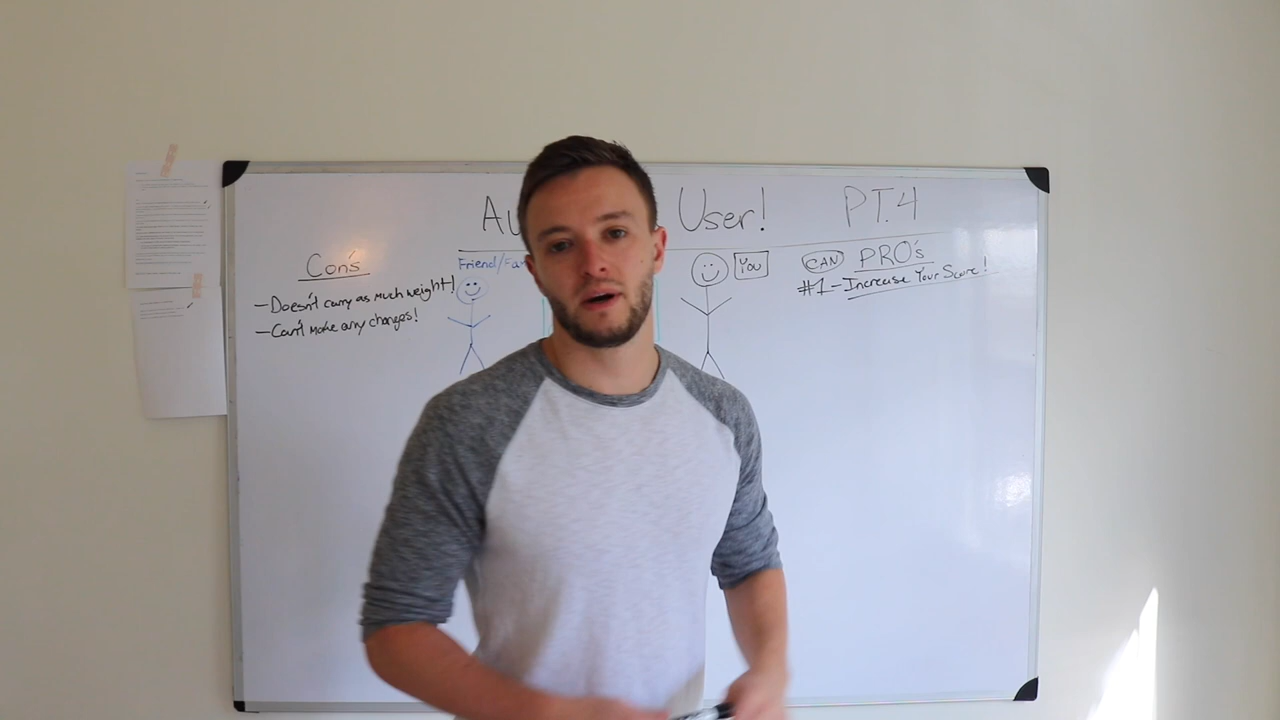 Au User! PT.4
Con's
- Doesn't carry as much weight!
- Can't make any changes!
Friend/Fa
You
CAN PRO's
#1 - Increase Your Score!